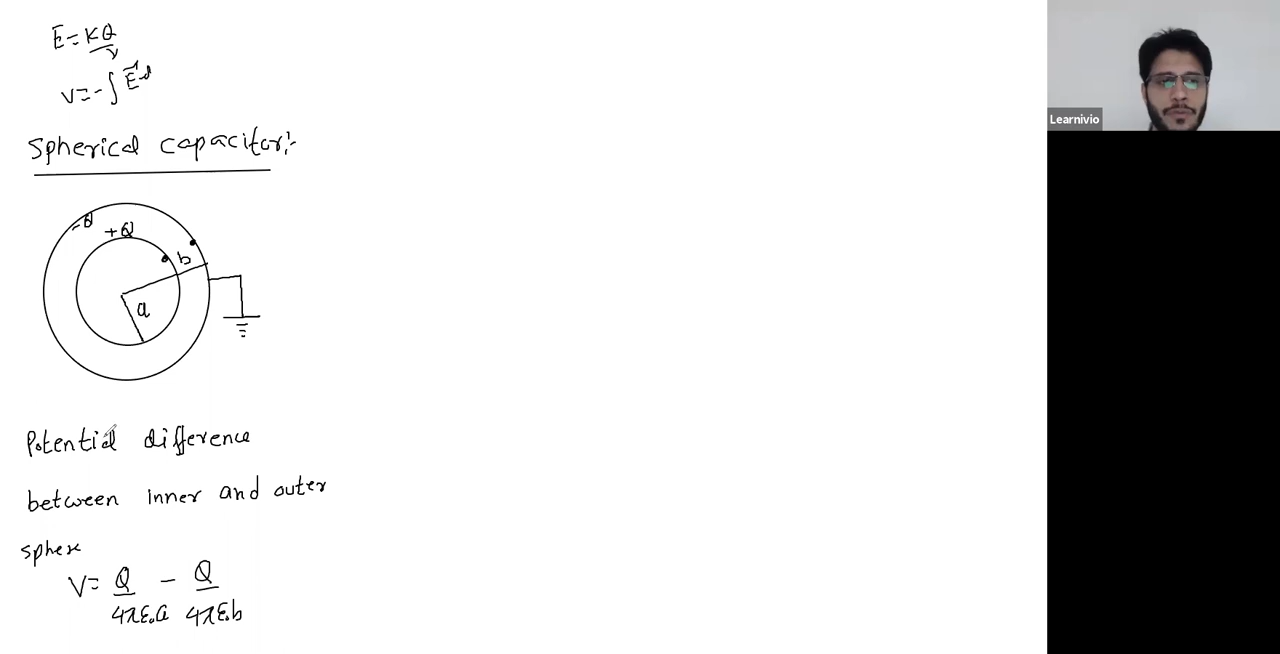 E = KQ
r
V = - ∫ E d
Learnivio
Spherical capacitor:-
-Q
+Q
b
a
Potential difference
between inner and outer
sphere
V = Q/4πε₀a - Q/4πε₀b